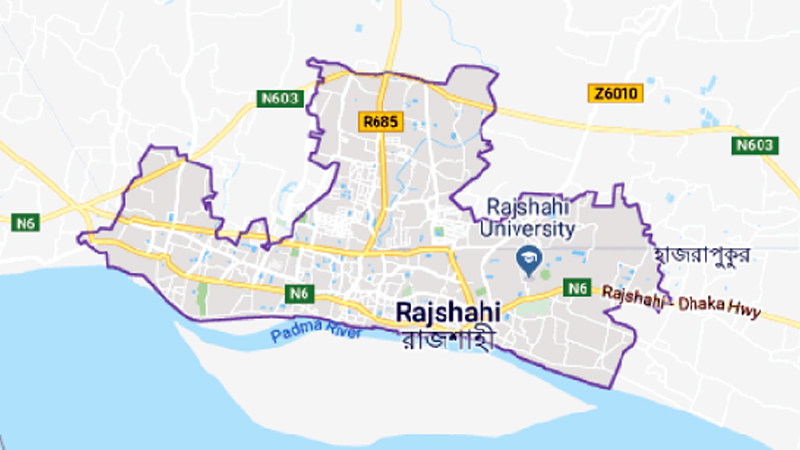 N603
Z6010
R685
N603
Rajshahi
University
N6
হাজরাপুকুর
N6
N6
Rajshahi - Dhaka Hwy
Rajshahi
রাজশাহী
Padma River